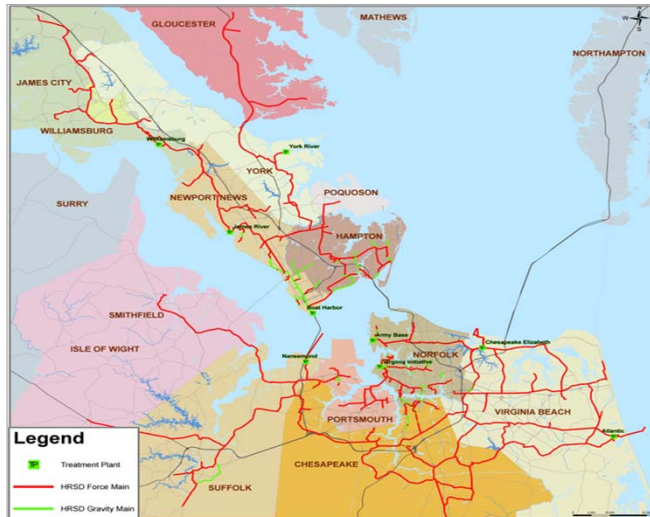 GLOUCESTER
MATHEWS
N
W
S
NORTHAMPTON
JAMES CITY
WILLIAMSBURG
Williamsburg
York River
YORK
POQUOSON
NEWPORT NEWS
SURRY
James River
HAMPTON
SMITHFIELD
Boat Harbor
ISLE OF WIGHT
Army Base
Chesapeake Elizabeth
Nansemond
NORFOLK
Virginia Initiative
VIRGINIA BEACH
PORTSMOUTH
Atlantic
Legend
TP Treatment Plant
CHESAPEAKE
HRSD Force Main
SUFFOLK
HRSD Gravity Main